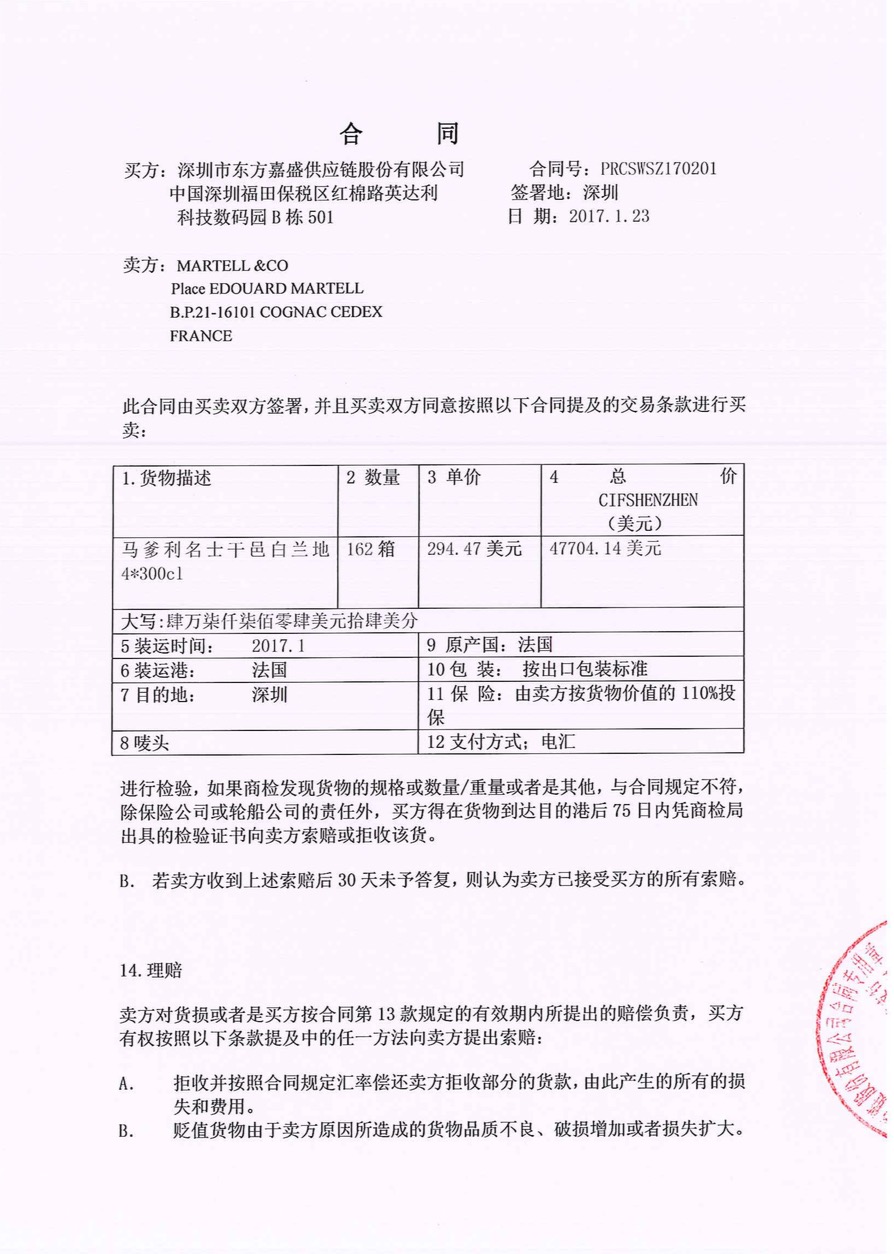 合 同
买方：深圳市东方嘉盛供应链股份有限公司 合同号：PRCSWSZ170201
中国深圳福田保税区红棉路英达利 签署地：深圳
科技数码园 B 栋 501 日 期：2017.1.23
卖方：MARTELL &CO
Place EDOUARD MARTELL
B.P.21-16101 COGNAC CEDEX
FRANCE
此合同由买卖双方签署，并且买卖双方同意按照以下合同提及的交易条款进行买
卖：
1.货物描述 2 数量 3 单价 4 总 价
CIFSHENZHEN
（美元）
马爹利名士干邑白兰地 162 箱 294.47 美元 47704.14 美元
4*300cl
大写:肆万柒仟柒佰零肆美元拾肆美分
5 装运时间： 2017.1 9 原产国：法国
6 装运港： 法国 10 包 装： 按出口包装标准
7 目的地： 深圳 11 保 险：由卖方按货物价值的 110%投
保
8 唛头 12 支付方式；电汇
进行检验，如果商检发现货物的规格或数量/重量或者是其他，与合同规定不符，
除保险公司或轮船公司的责任外，买方得在货物到达目的港后 75 日内凭商检局
出具的检验证书向卖方索赔或拒收该货。
B. 若卖方收到上述索赔后 30 天未予答复，则认为卖方已接受买方的所有索赔。
14.理赔
卖方对货损或者是买方按合同第 13 款规定的有效期内所提出的赔偿负责，买方
有权按照以下条款提及中的任一方法向卖方提出索赔：
A. 拒收并按照合同规定汇率偿还卖方拒收部分的货款，由此产生的所有的损
失和费用。
B. 贬值货物由于卖方原因所造成的货物品质不良、破损增加或者损失扩大。
股份有限公司合同专用章